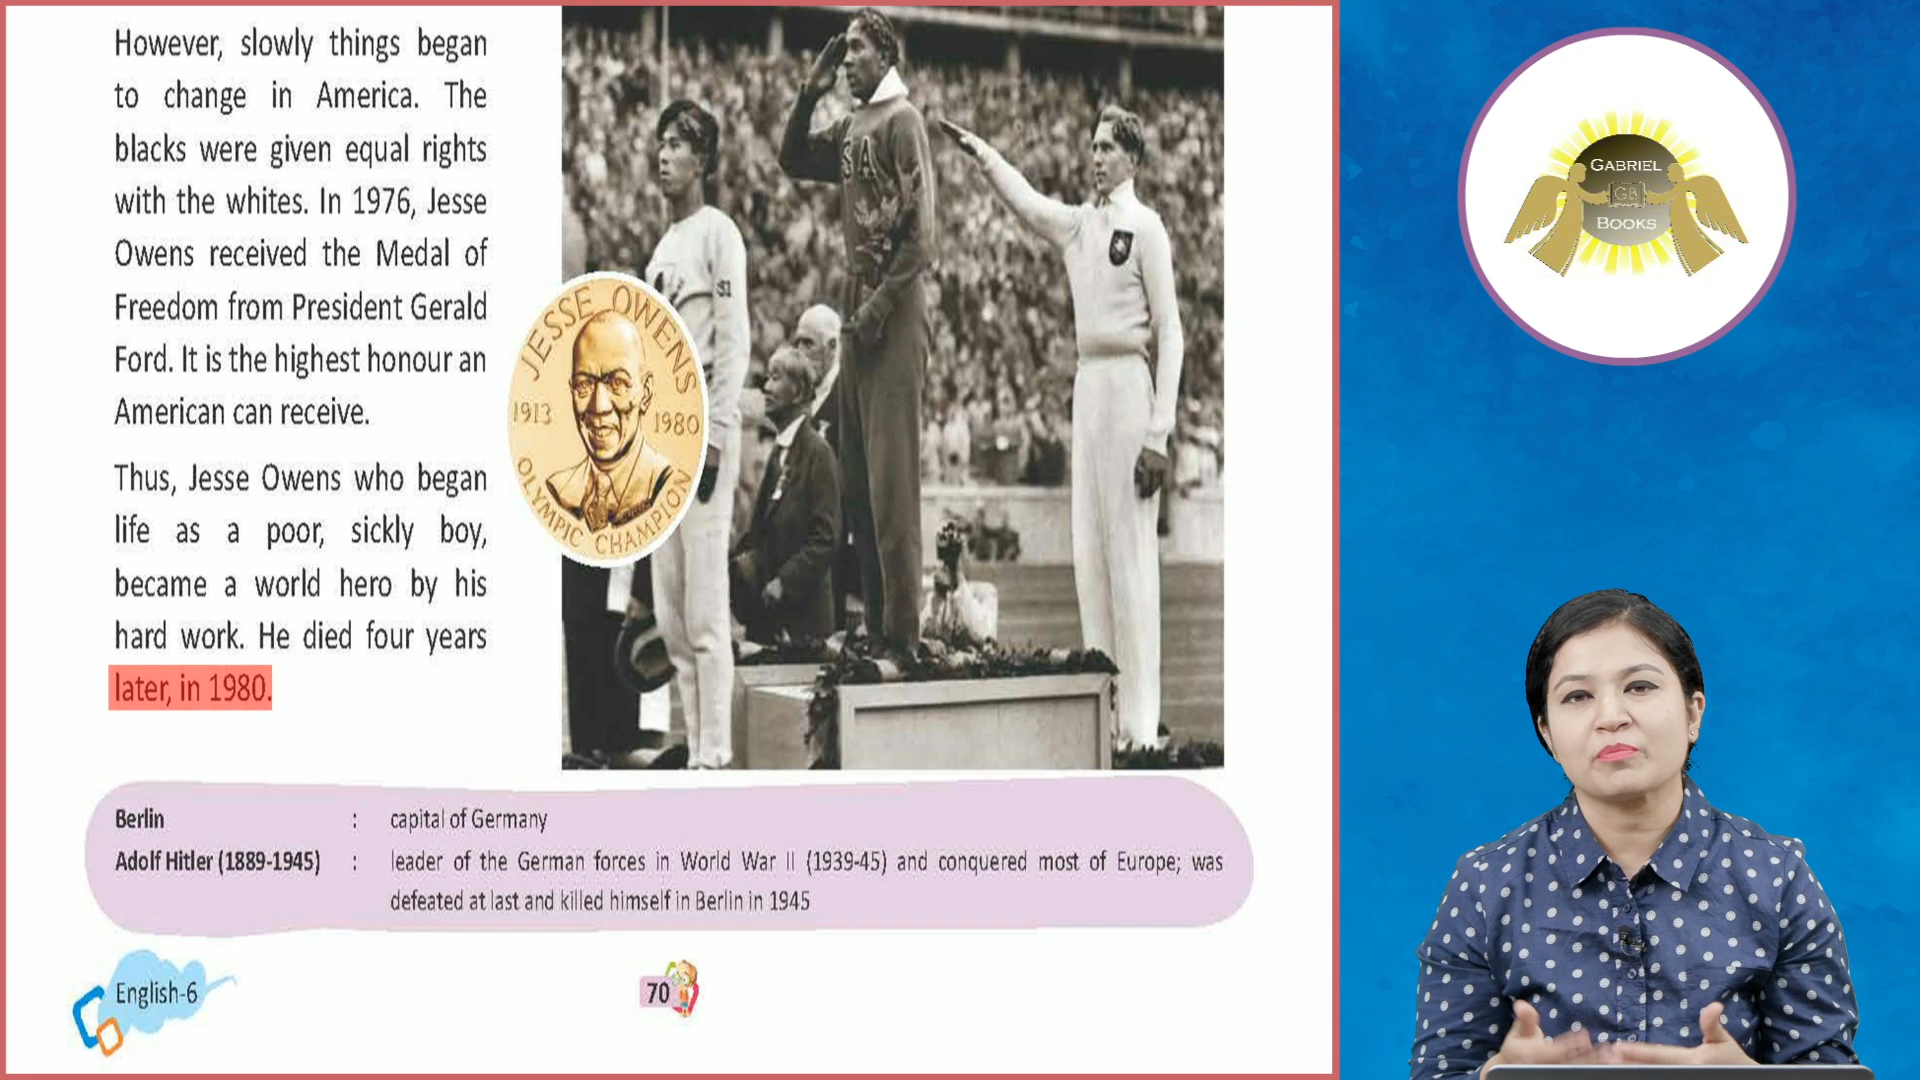 However, slowly things began
to change in America. The
blacks were given equal rights
with the whites. In 1976, Jesse
Owens received the Medal of
Freedom from President Gerald
Ford. It is the highest honour an
American can receive.
Thus, Jesse Owens who began
life as a poor, sickly boy,
became a world hero by his
hard work. He died four years
later, in 1980.
JESSE OWENS
1913 1980
OLYMPIC CHAMPION
SA
Berlin : capital of Germany
Adolf Hitler (1889-1945) : leader of the German forces in World War II (1939-45) and conquered most of Europe; was
defeated at last and killed himself in Berlin in 1945
English-6
70
GABRIEL
GB
BOOKS